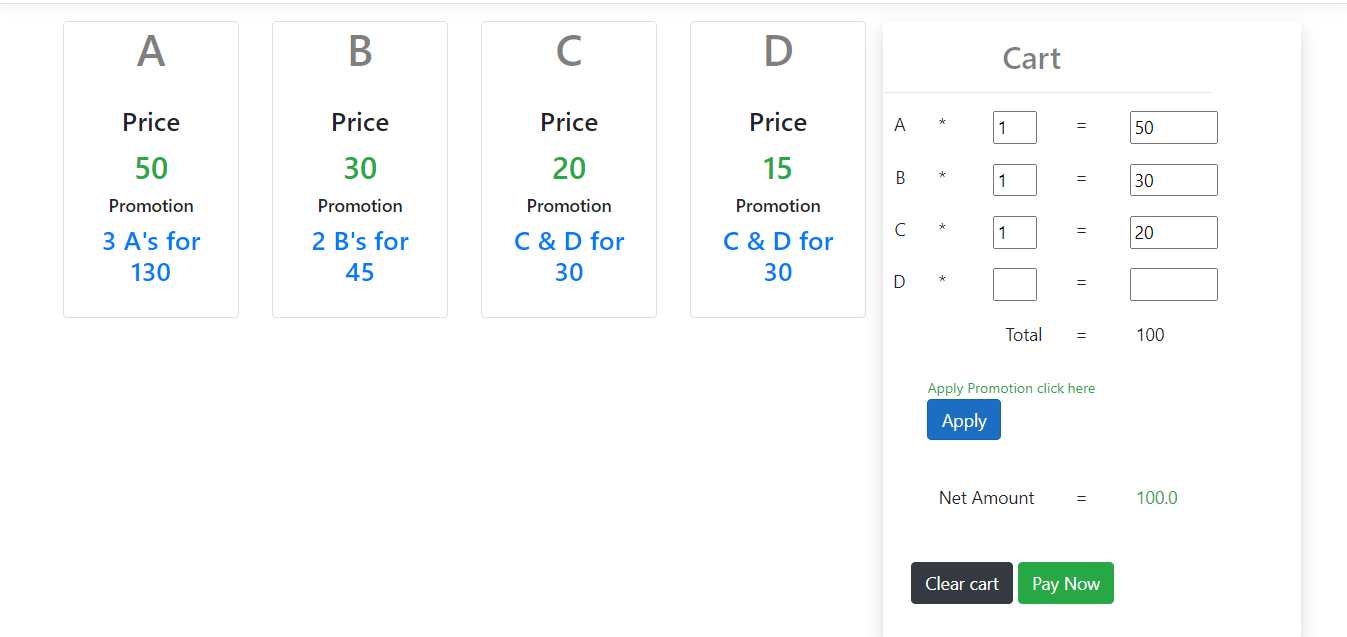 A
Price
50
Promotion
3 A's for
130
B
Price
30
Promotion
2 B's for
45
C
Price
20
Promotion
C & D for
30
D
Price
15
Promotion
C & D for
30
Cart
A * 1 = 50
B * 1 = 30
C * 1 = 20
D * =
Total = 100
Apply Promotion click here
Apply
Net Amount = 100.0
Clear cart Pay Now